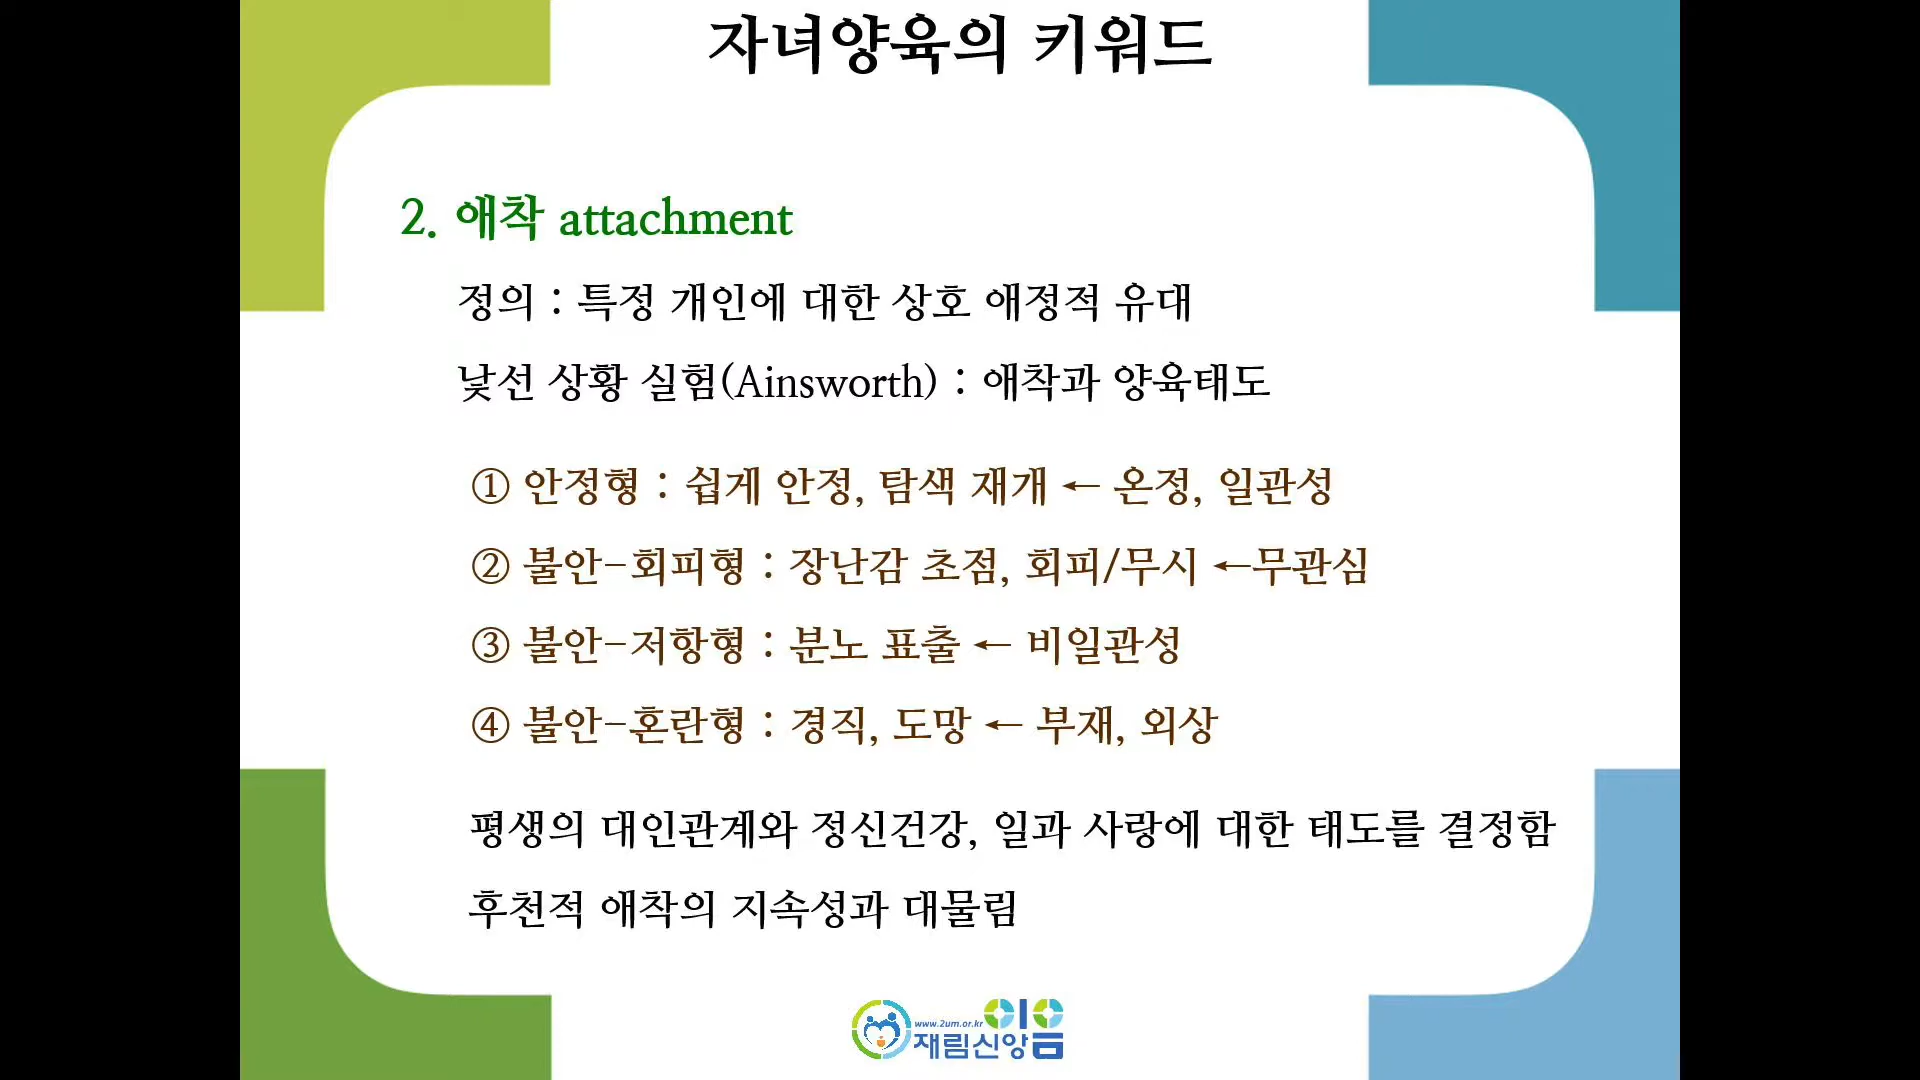 자녀양육의 키워드
2. 애착 attachment
정의 : 특정 개인에 대한 상호 애정적 유대
낯선 상황 실험(Ainsworth) : 애착과 양육태도
① 안정형 : 쉽게 안정, 탐색 재개 ← 온정, 일관성
② 불안-회피형 : 장난감 초점, 회피/무시 ←무관심
③ 불안-저항형 : 분노 표출 ← 비일관성
④ 불안-혼란형 : 경직, 도망 ← 부재, 외상
평생의 대인관계와 정신건강, 일과 사랑에 대한 태도를 결정함
후천적 애착의 지속성과 대물림
www.2um.or.kr 이음
재림신앙